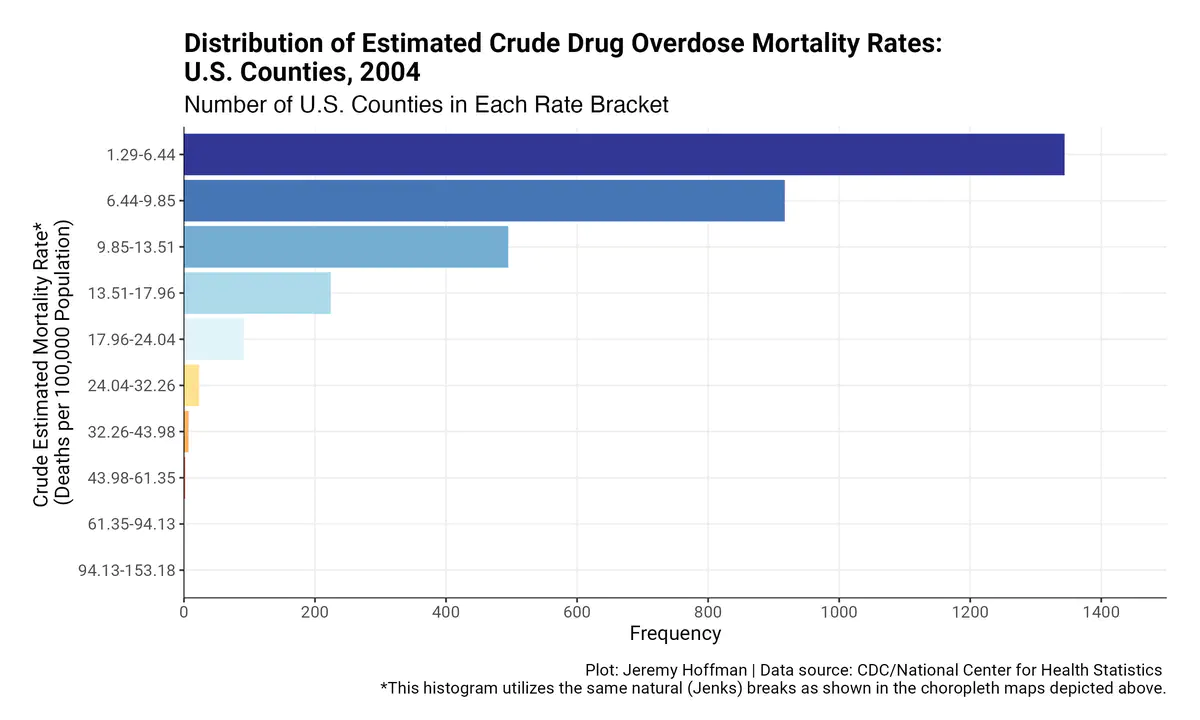 Distribution of Estimated Crude Drug Overdose Mortality Rates:
U.S. Counties, 2004
Number of U.S. Counties in Each Rate Bracket
Crude Estimated Mortality Rate*
(Deaths per 100,000 Population)
1.29-6.44
6.44-9.85
9.85-13.51
13.51-17.96
17.96-24.04
24.04-32.26
32.26-43.98
43.98-61.35
61.35-94.13
94.13-153.18
0 200 400 600 800 1000 1200 1400
Frequency
Plot: Jeremy Hoffman | Data source: CDC/National Center for Health Statistics
*This histogram utilizes the same natural (Jenks) breaks as shown in the choropleth maps depicted above.